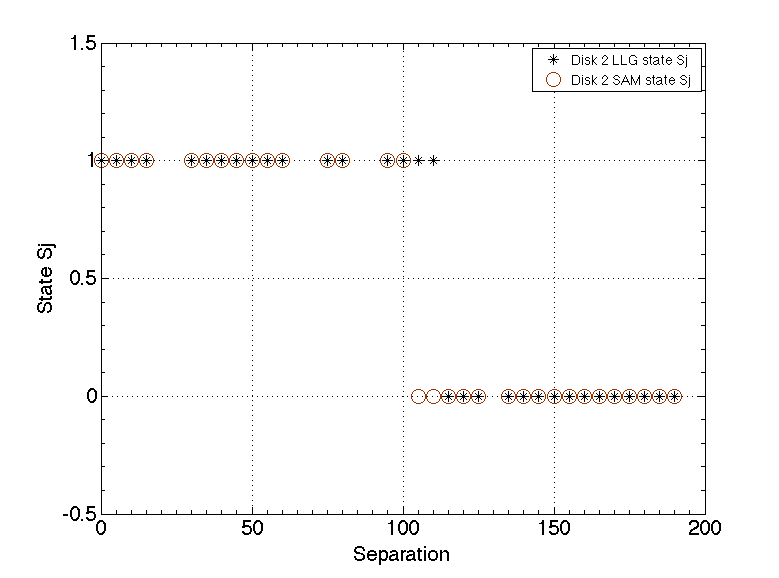 1.5
Disk 2 LLG state Sj
Disk 2 SAM state Sj
1
0.5
State Sj
0
-0.5
0 50 100 150 200
Separation